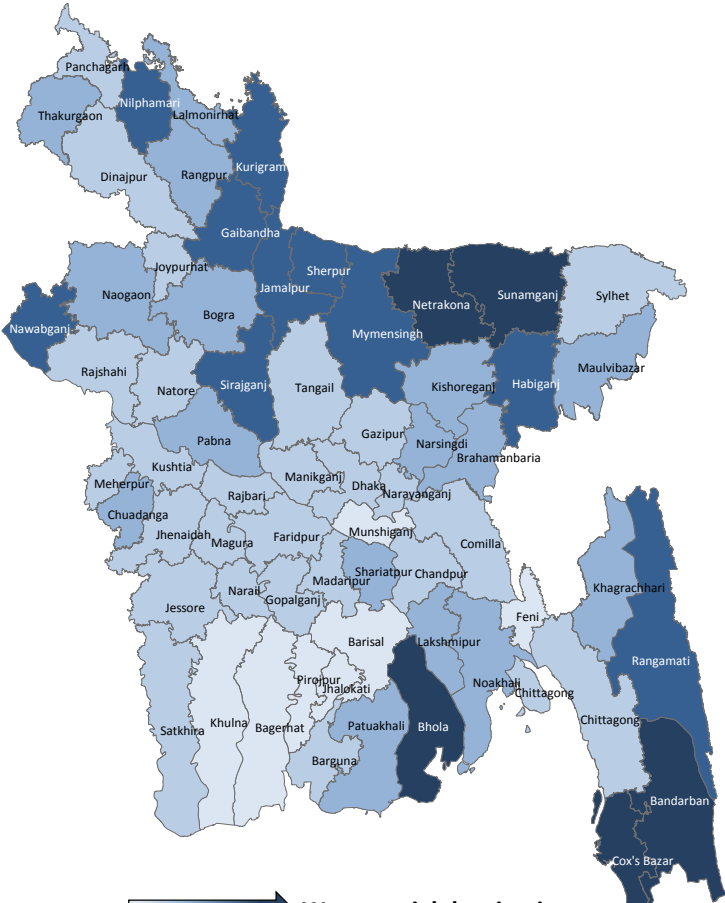 Panchagarh
Nilphamari
Thakurgaon
Lalmonirhat
Kurigram
Dinajpur
Rangpur
Gaibandha
Joypurhat
Sherpur
Jamalpur
Naogaon
Bogra
Netrakona
Sunamganj
Sylhet
Nawabganj
Mymensingh
Rajshahi
Natore
Sirajganj
Tangail
Kishoreganj
Habiganj
Maulvibazar
Pabna
Gazipur
Narsingdi
Brahamanbaria
Kushtia
Meherpur
Manikganj
Dhaka
Narayanganj
Rajbari
Chuadanga
Jhenaidah
Magura
Faridpur
Munshiganj
Comilla
Shariatpur
Madaripur
Chandpur
Khagrachhari
Jessore
Narail
Gopalganj
Feni
Barisal
Lakshmipur
Rangamati
Pirojpur
Jhalokati
Noakhali
Chittagong
Satkhira
Khulna
Bagerhat
Patuakhali
Bhola
Chittagong
Barguna
Bandarban
Cox's Bazar